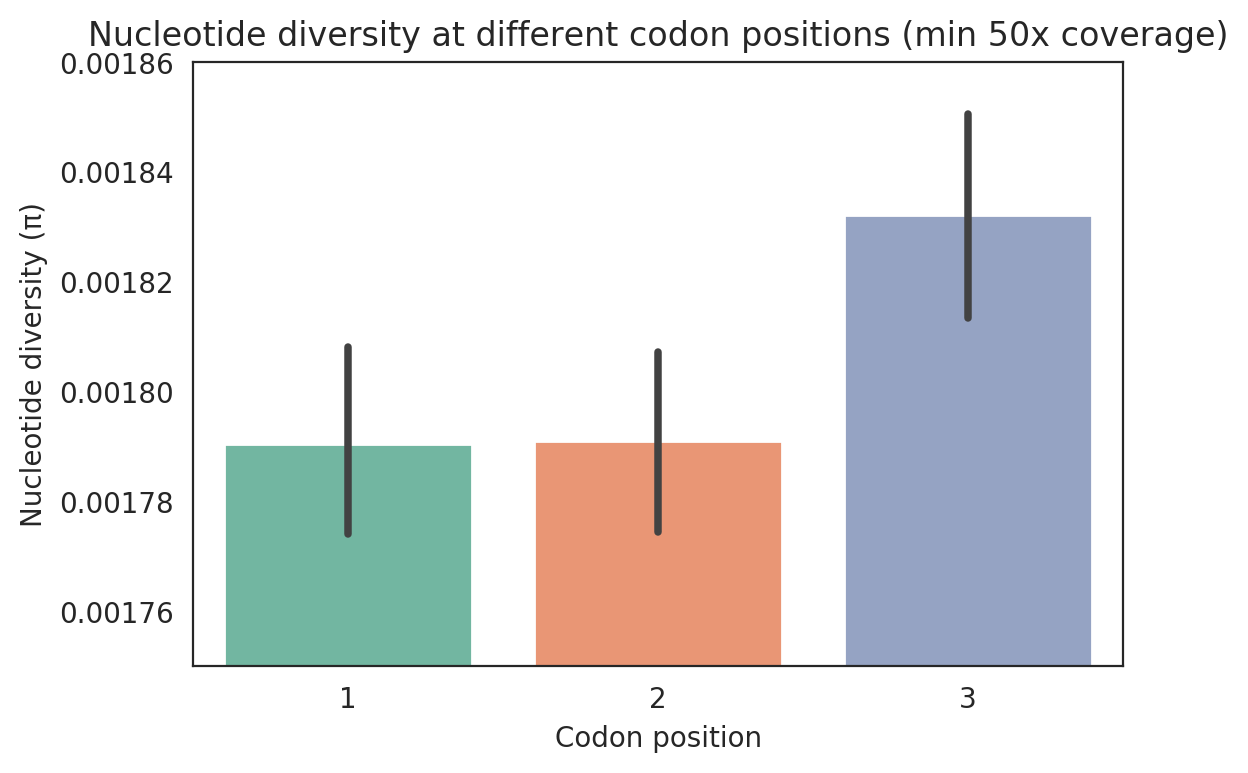 Nucleotide diversity at different codon positions (min 50x coverage)
0.00186
0.00184
0.00182
0.00180
0.00178
0.00176
Nucleotide diversity (π)
1 2 3
Codon position